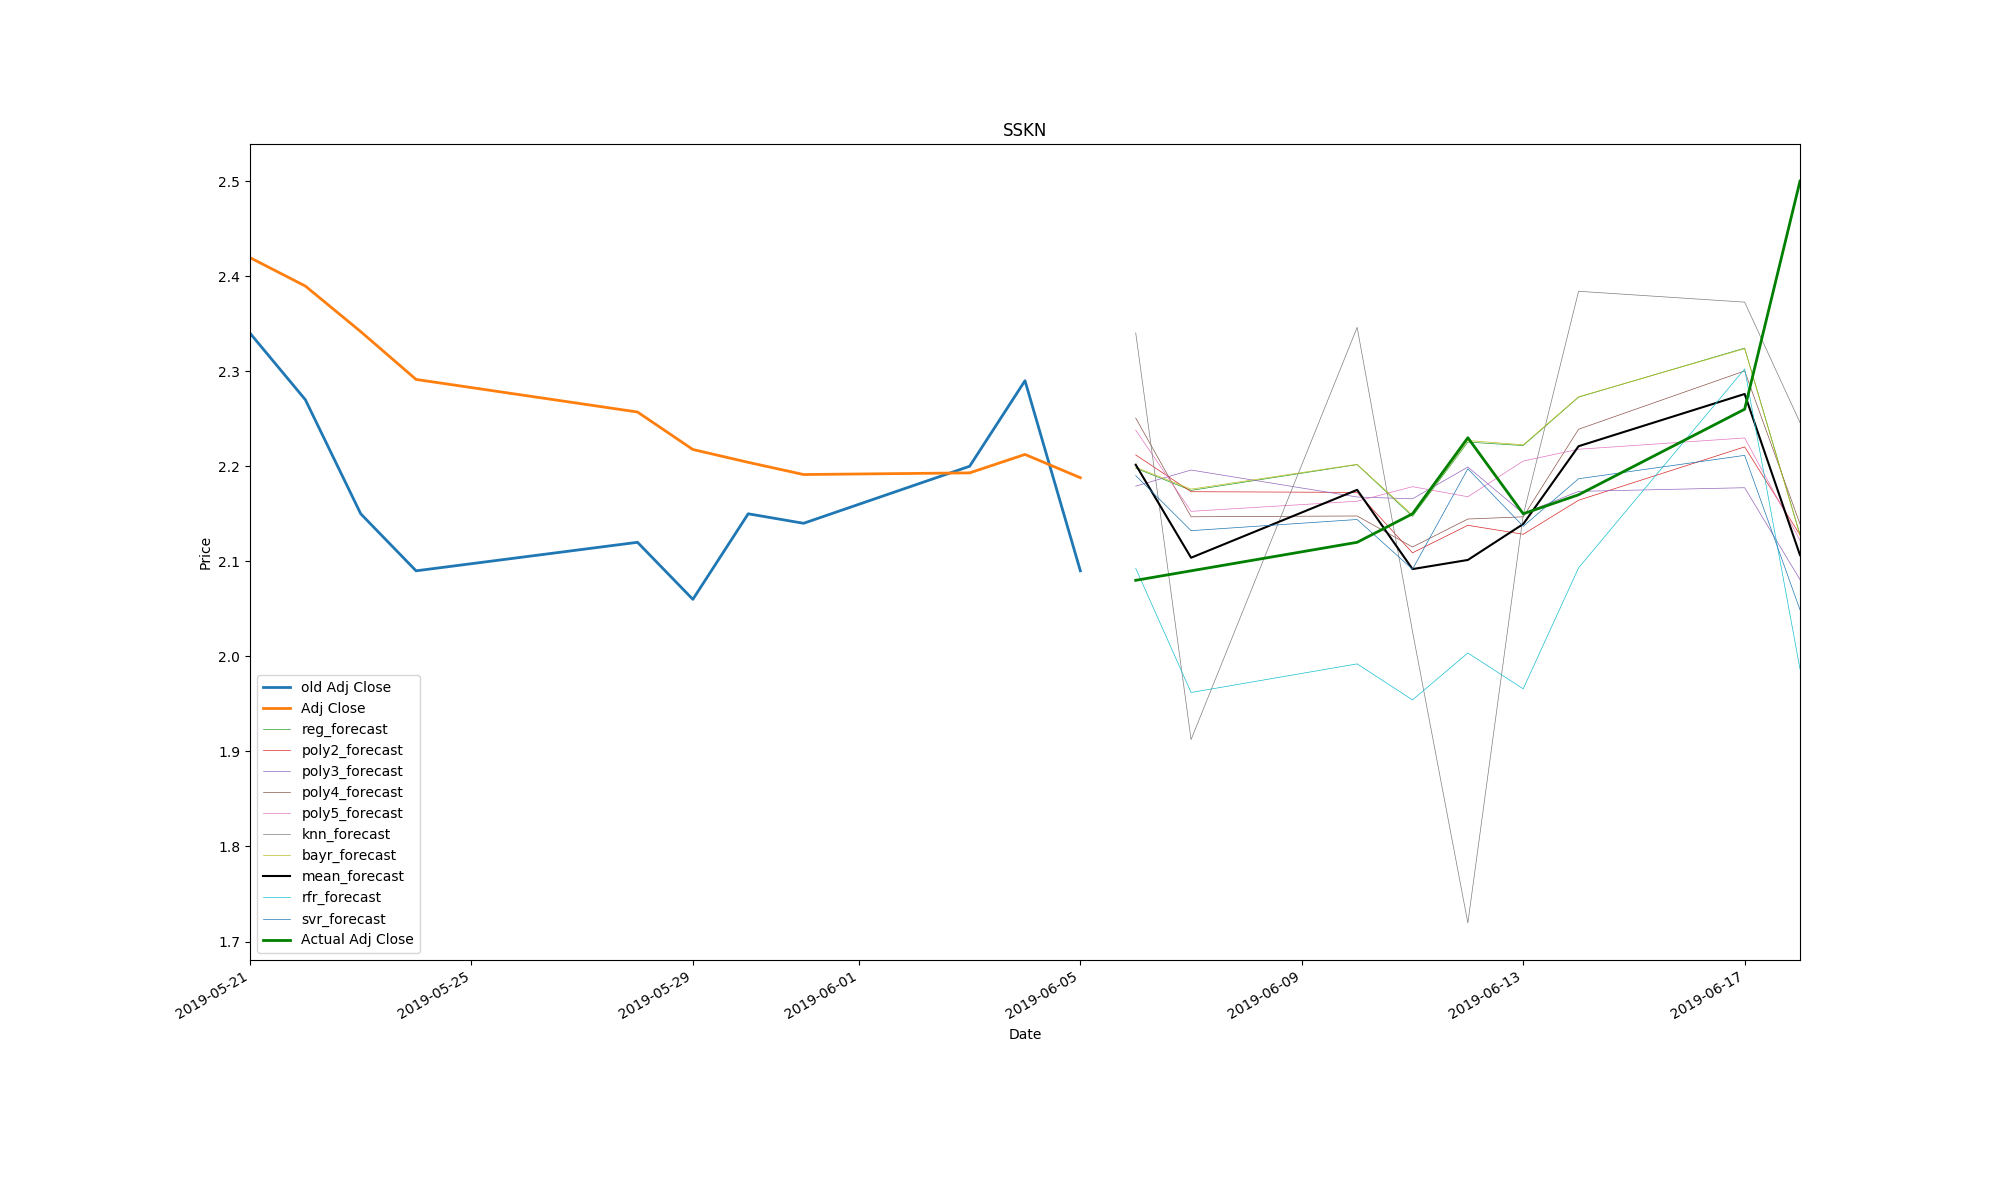 SSKN
2.5
2.4
2.3
2.2
2.1
2.0
1.9
1.8
1.7
Price
old Adj Close
Adj Close
reg_forecast
poly2_forecast
poly3_forecast
poly4_forecast
poly5_forecast
knn_forecast
bayr_forecast
mean_forecast
rfr_forecast
svr_forecast
Actual Adj Close
2019-05-21
2019-05-25
2019-05-29
2019-06-01
2019-06-05
2019-06-09
2019-06-13
2019-06-17
Date